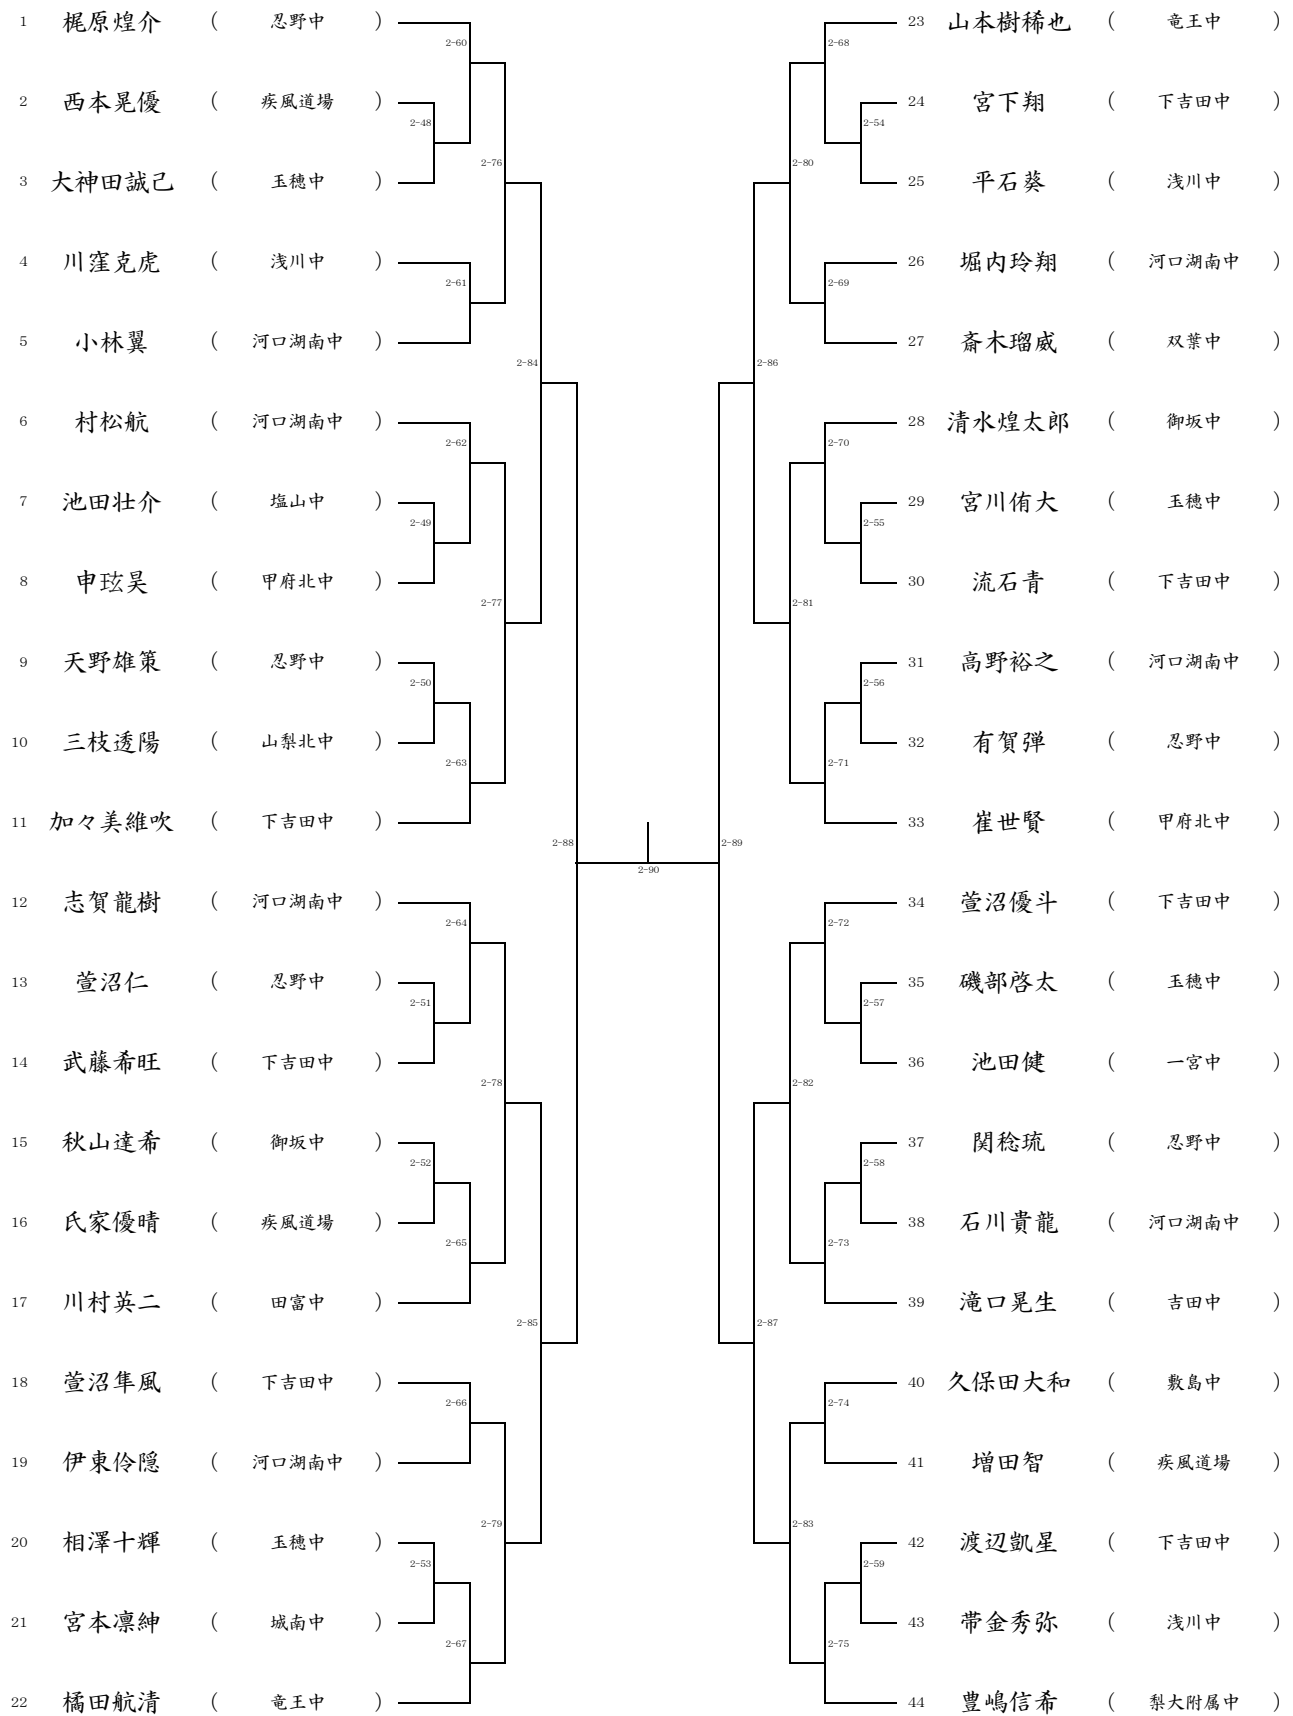 1 梶原煌介 ( 忍野中 )
2-60
2 西本晃優 ( 疾風道場 )
2-48
3 大神田誠己 ( 玉穂中 )
2-76
4 川窪克虎 ( 浅川中 )
2-61
5 小林翼 ( 河口湖南中 )
2-84
6 村松航 ( 河口湖南中 )
2-62
7 池田壮介 ( 塩山中 )
2-49
8 申玹昊 ( 甲府北中 )
2-77
9 天野雄策 ( 忍野中 )
2-50
10 三枝透陽 ( 山梨北中 )
2-63
11 加々美維吹 ( 下吉田中 )
2-88
12 志賀龍樹 ( 河口湖南中 )
2-64
13 萱沼仁 ( 忍野中 )
2-51
14 武藤希旺 ( 下吉田中 )
2-78
15 秋山達希 ( 御坂中 )
2-52
16 氏家優晴 ( 疾風道場 )
2-65
17 川村英二 ( 田富中 )
2-85
18 萱沼隼風 ( 下吉田中 )
2-66
19 伊東伶隠 ( 河口湖南中 )
2-79
20 相澤十輝 ( 玉穂中 )
2-53
21 宮本凛紳 ( 城南中 )
2-67
22 橘田航清 ( 竜王中 )
2-90
23 山本樹稀也 ( 竜王中 )
2-68
24 宮下翔 ( 下吉田中 )
2-54
2-80
25 平石葵 ( 浅川中 )
26 堀内玲翔 ( 河口湖南中 )
2-69
27 斎木瑠威 ( 双葉中 )
2-86
28 清水煌太郎 ( 御坂中 )
2-70
29 宮川侑大 ( 玉穂中 )
2-55
30 流石青 ( 下吉田中 )
2-81
31 高野裕之 ( 河口湖南中 )
2-56
32 有賀弾 ( 忍野中 )
2-71
33 崔世賢 ( 甲府北中 )
2-89
34 萱沼優斗 ( 下吉田中 )
2-72
35 磯部啓太 ( 玉穂中 )
2-57
36 池田健 ( 一宮中 )
2-82
37 関稔琉 ( 忍野中 )
2-58
38 石川貴龍 ( 河口湖南中 )
2-73
39 滝口晃生 ( 吉田中 )
2-87
40 久保田大和 ( 敷島中 )
2-74
41 増田智 ( 疾風道場 )
2-83
42 渡辺凱星 ( 下吉田中 )
2-59
43 帯金秀弥 ( 浅川中 )
2-75
44 豊嶋信希 ( 梨大附属中 )